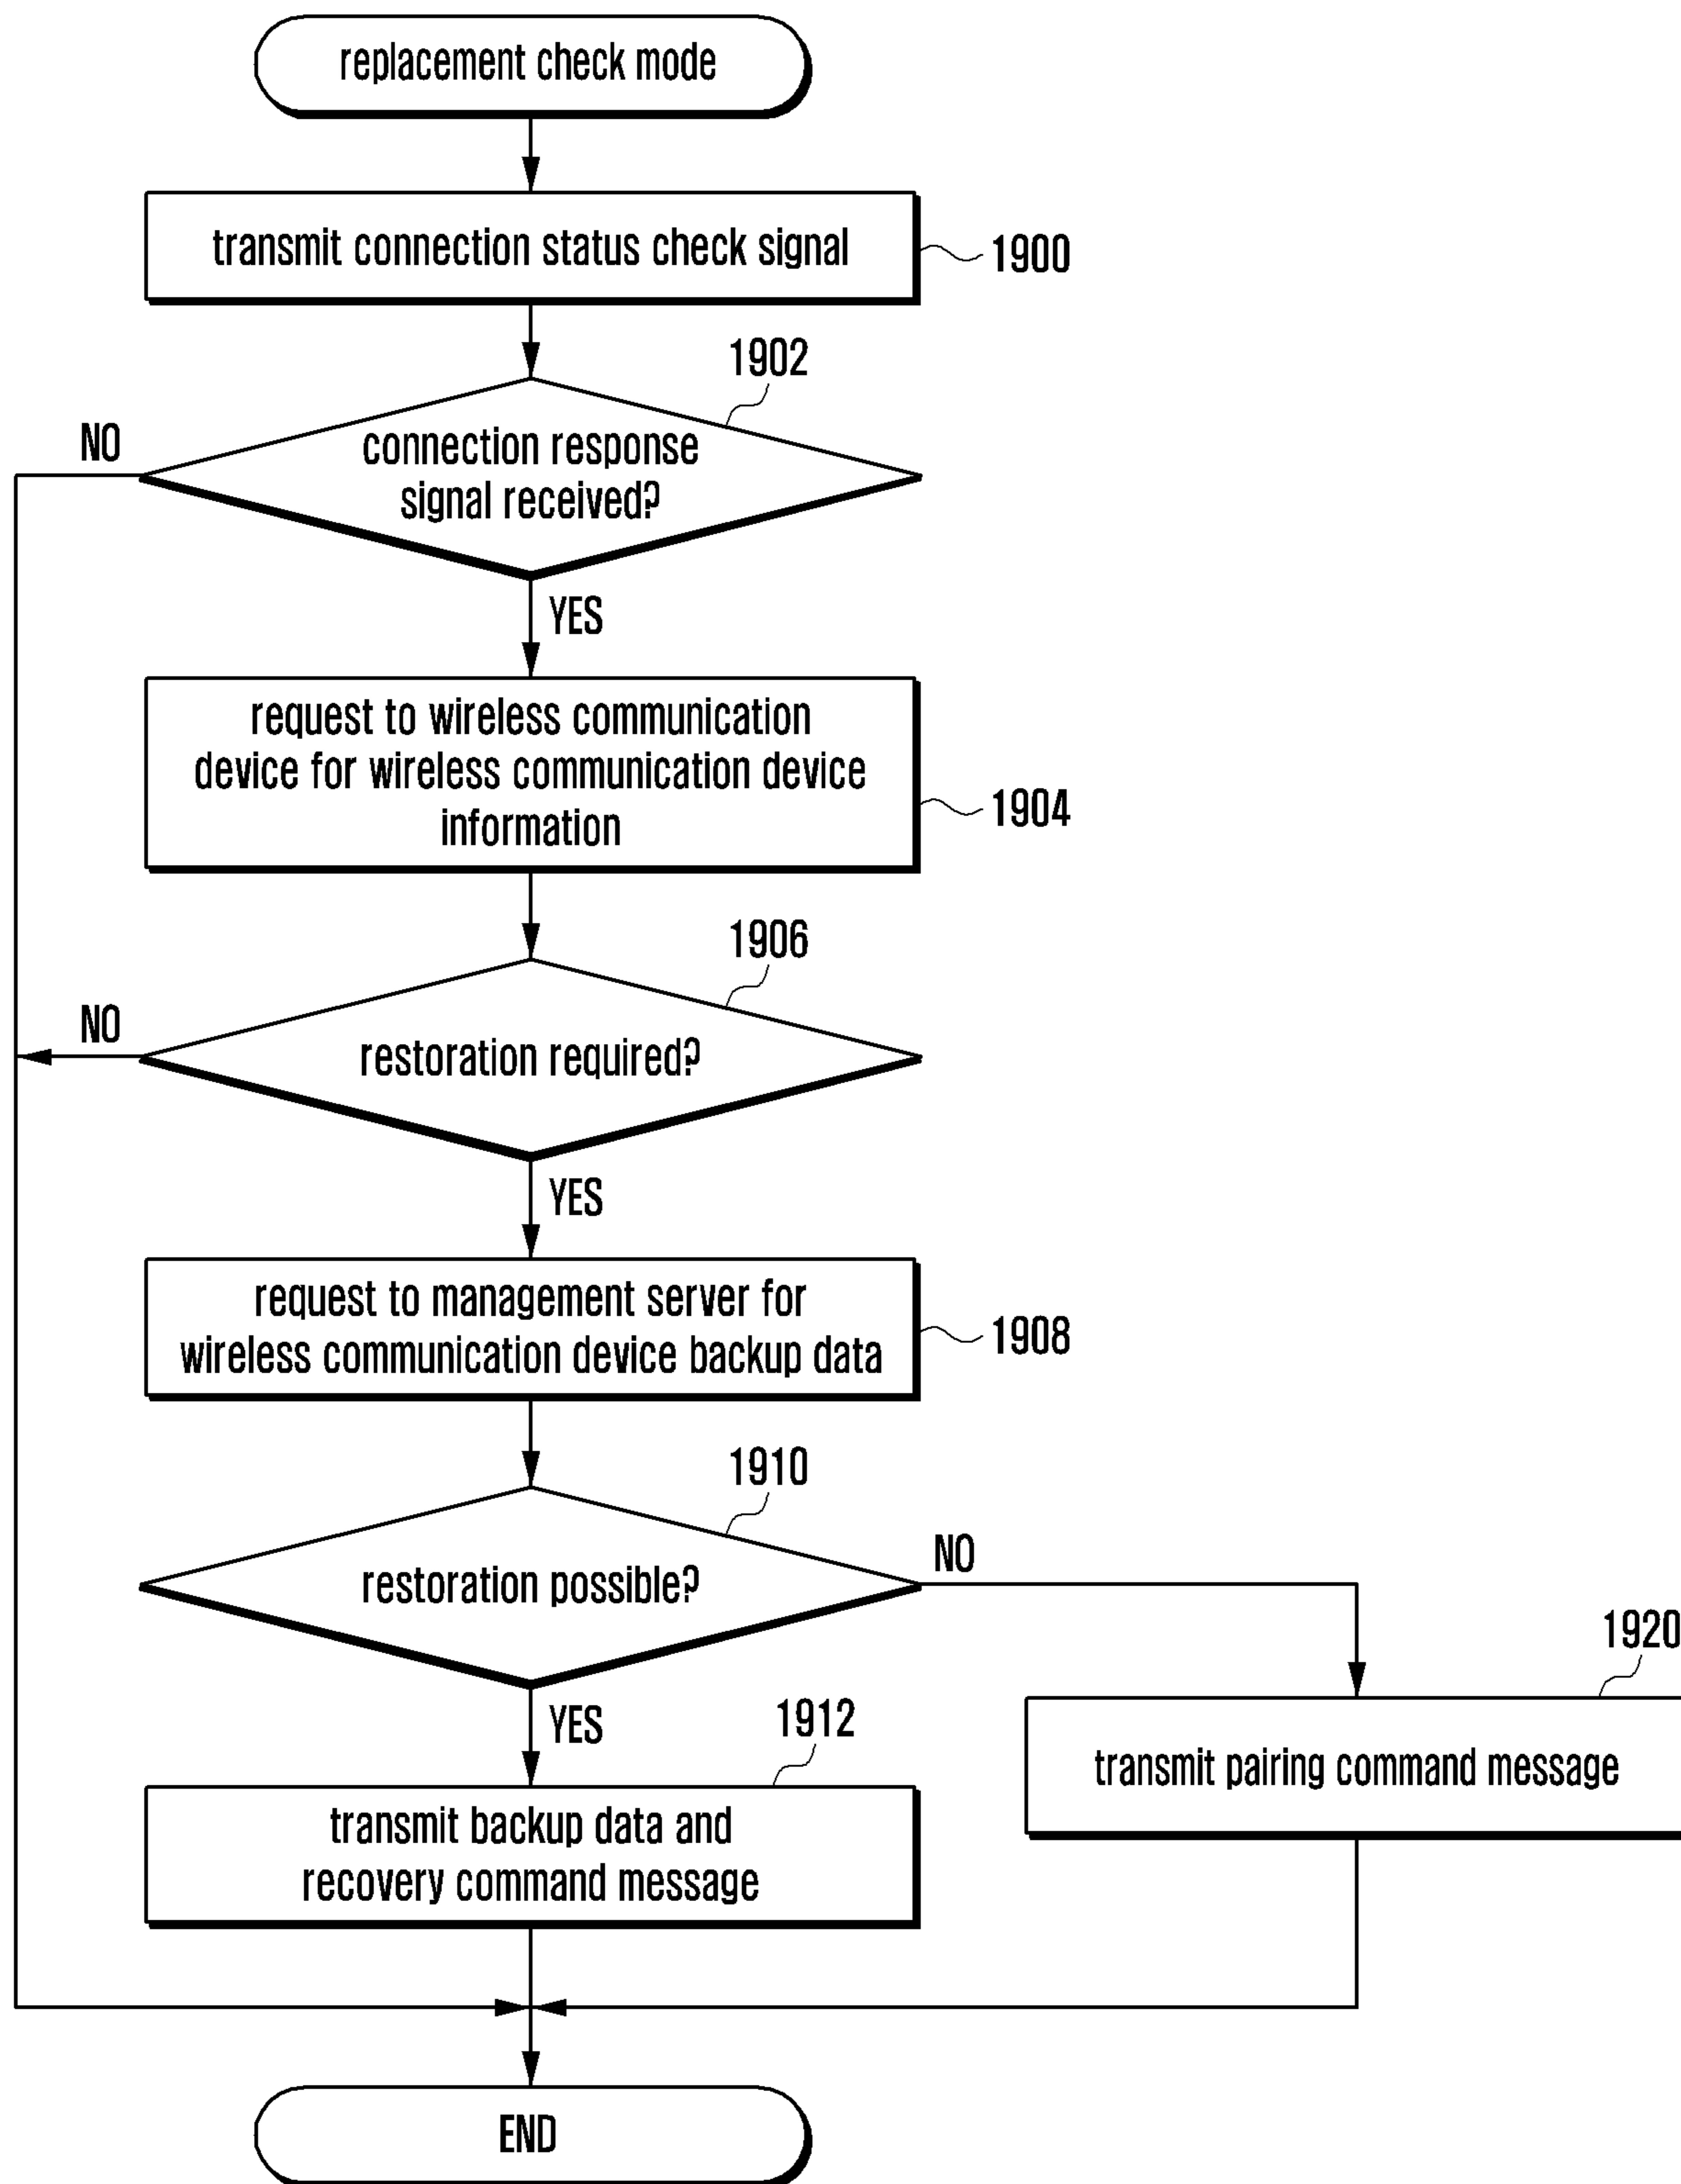 replacement check mode
transmit connection status check signal
1900
1902
connection response
signal received?
NO
YES
request to wireless communication
device for wireless communication device
information
1904
1906
restoration required?
NO
YES
request to management server for
wireless communication device backup data
1908
1910
restoration possible?
NO
YES
1912
transmit backup data and
recovery command message
1920
transmit pairing command message
END